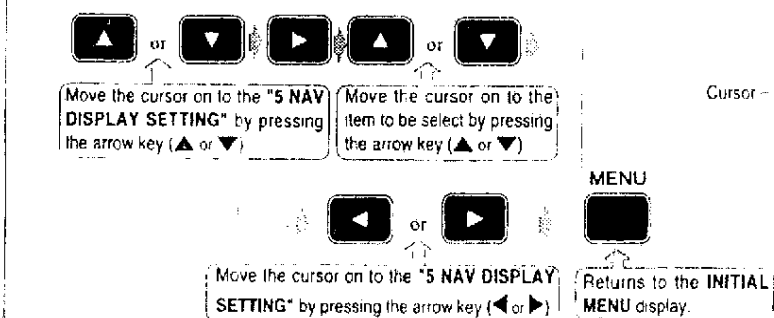 ▲ or ▼ ▶ ▲ or ▼
Move the cursor on to the "5 NAV
DISPLAY SETTING" by pressing
the arrow key (▲ or ▼)
Move the cursor on to the
item to be select by pressing
the arrow key (▲ or ▼)
Cursor
MENU
◀ or ▶
Move the cursor on to the "5 NAV DISPLAY
SETTING" by pressing the arrow key (◀ or ▶)
Returns to the INITIAL
MENU display.